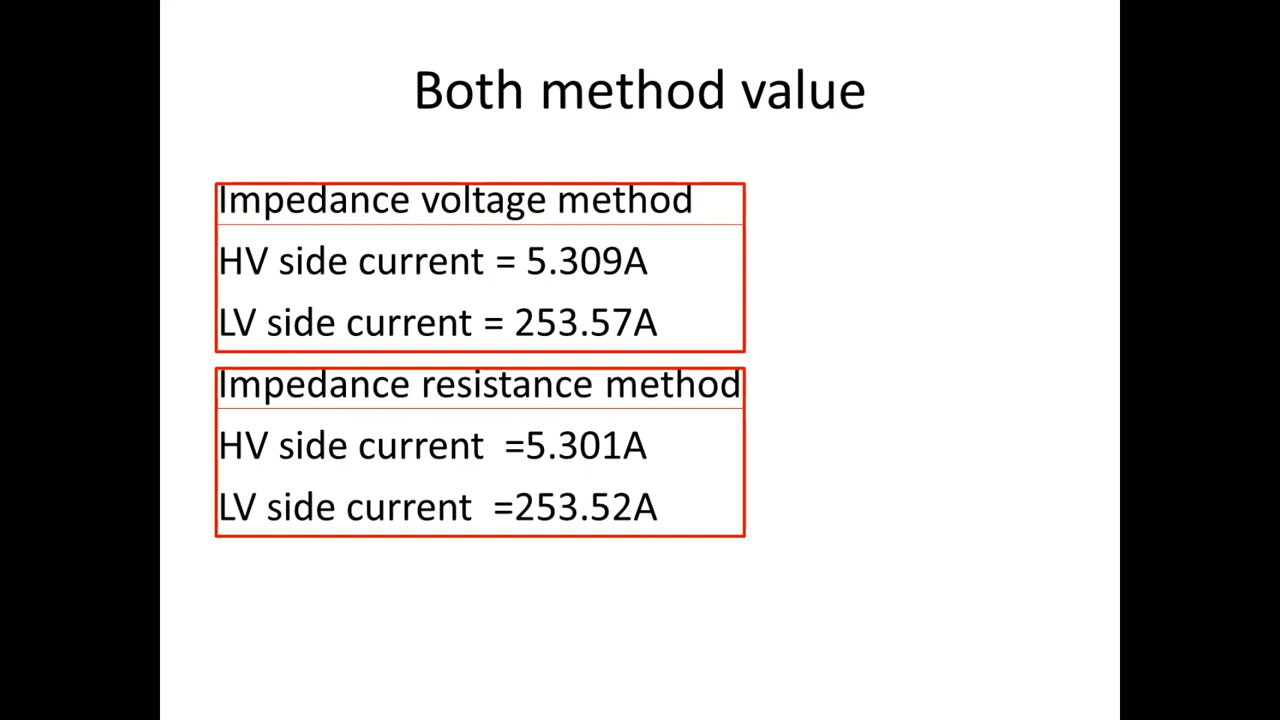 Both method value
Impedance voltage method
HV side current = 5.309A
LV side current = 253.57A
Impedance resistance method
HV side current  =5.301A
LV side current  =253.52A